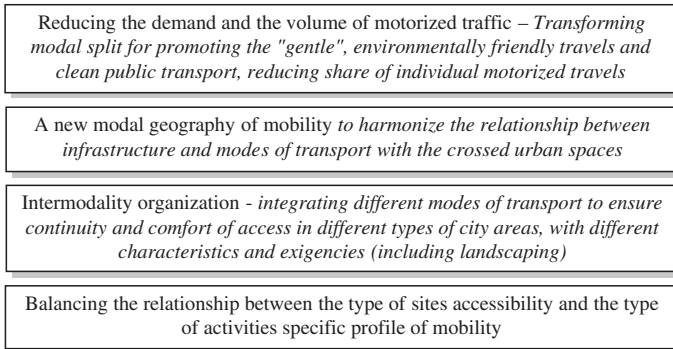 Reducing the demand and the volume of motorized traffic – Transforming
modal split for promoting the "gentle", environmentally friendly travels and
clean public transport, reducing share of individual motorized travels
A new modal geography of mobility to harmonize the relationship between
infrastructure and modes of transport with the crossed urban spaces
Intermodality organization - integrating different modes of transport to ensure
continuity and comfort of access in different types of city areas, with different
characteristics and exigencies (including landscaping)
Balancing the relationship between the type of sites accessibility and the type
of activities specific profile of mobility